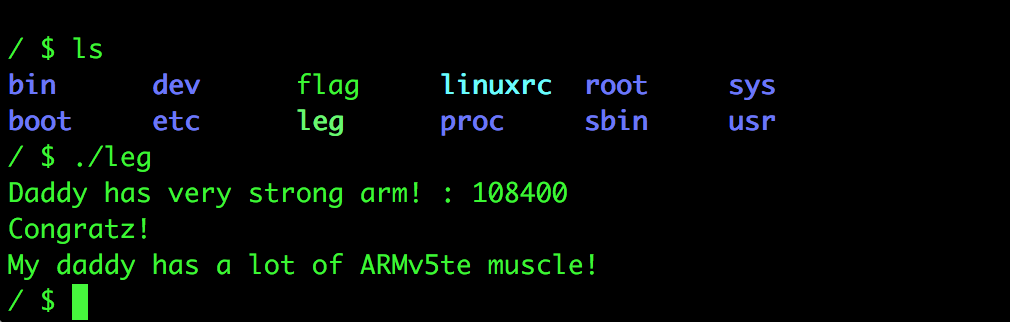 / $ ls
bin dev flag linuxrc root sys
boot etc leg proc sbin usr
/ $ ./leg
Daddy has very strong arm! : 108400
Congratz!
My daddy has a lot of ARMv5te muscle!
/ $